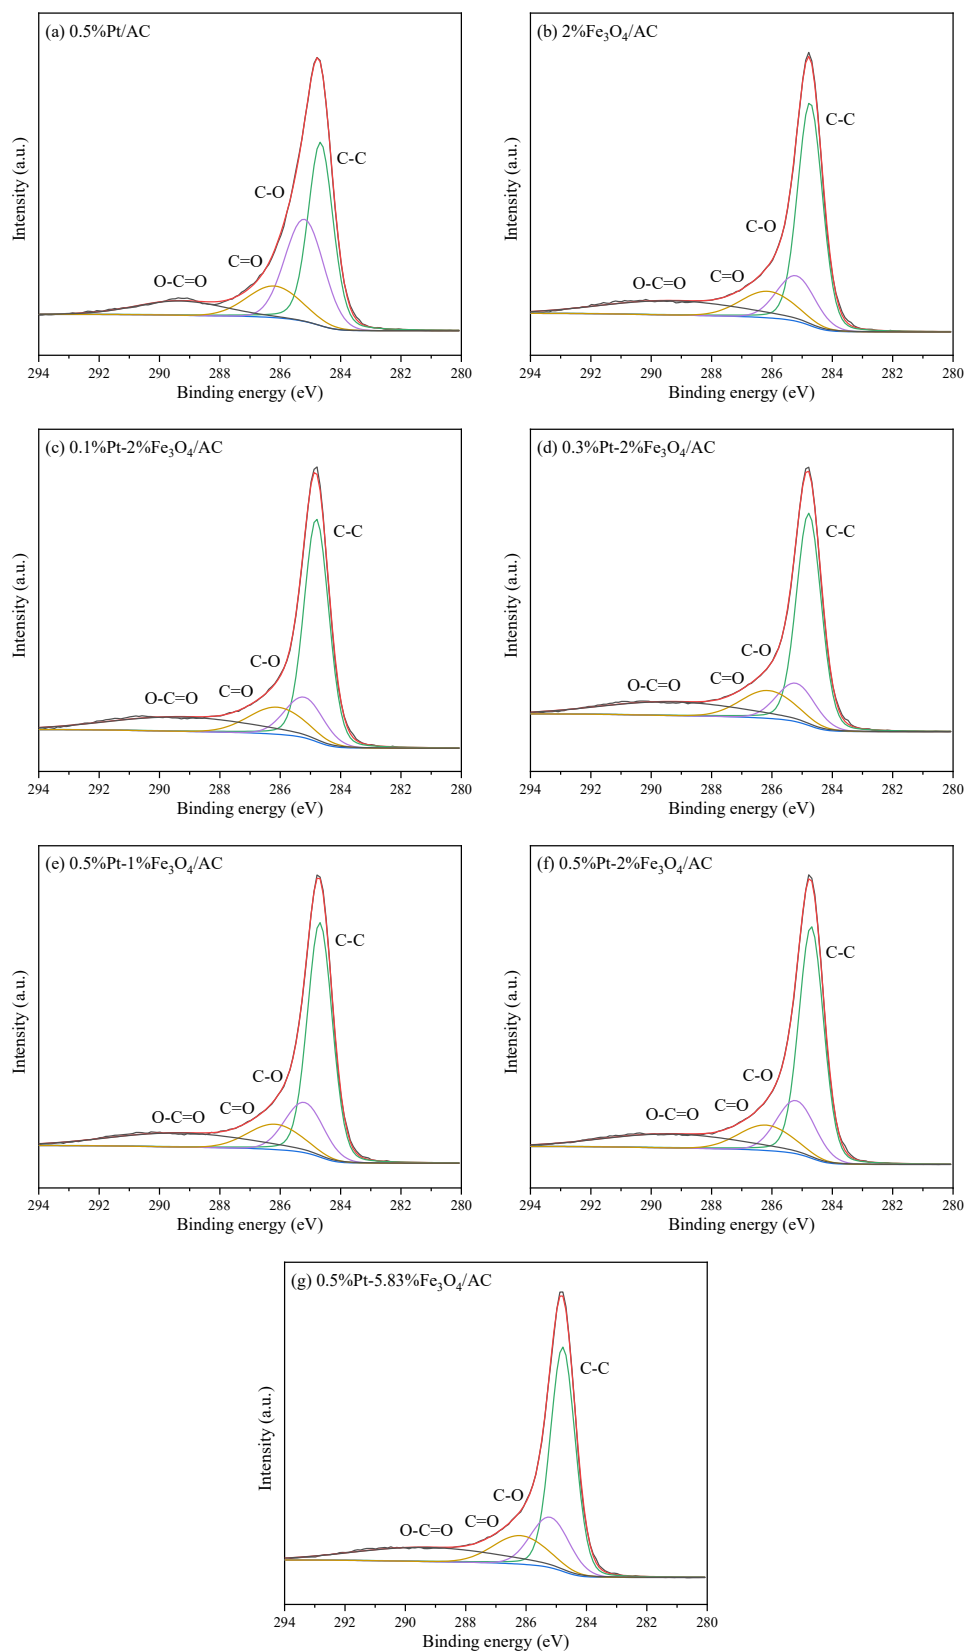 (a) 0.5%Pt/AC
C-C
C-O
C=O
O-C=O
Intensity (a.u.)
294 292 290 288 286 284 282 280
Binding energy (eV)
(b) 2%Fe₃O₄/AC
C-C
C-O
C=O
O-C=O
Intensity (a.u.)
294 292 290 288 286 284 282 280
Binding energy (eV)
(c) 0.1%Pt-2%Fe₃O₄/AC
C-C
C-O
C=O
O-C=O
Intensity (a.u.)
294 292 290 288 286 284 282 280
Binding energy (eV)
(d) 0.3%Pt-2%Fe₃O₄/AC
C-C
C-O
C=O
O-C=O
Intensity (a.u.)
294 292 290 288 286 284 282 280
Binding energy (eV)
(e) 0.5%Pt-1%Fe₃O₄/AC
C-C
C-O
C=O
O-C=O
Intensity (a.u.)
294 292 290 288 286 284 282 280
Binding energy (eV)
(f) 0.5%Pt-2%Fe₃O₄/AC
C-C
C-O
C=O
O-C=O
Intensity (a.u.)
294 292 290 288 286 284 282 280
Binding energy (eV)
(g) 0.5%Pt-5.83%Fe₃O₄/AC
C-C
C-O
C=O
O-C=O
Intensity (a.u.)
294 292 290 288 286 284 282 280
Binding energy (eV)